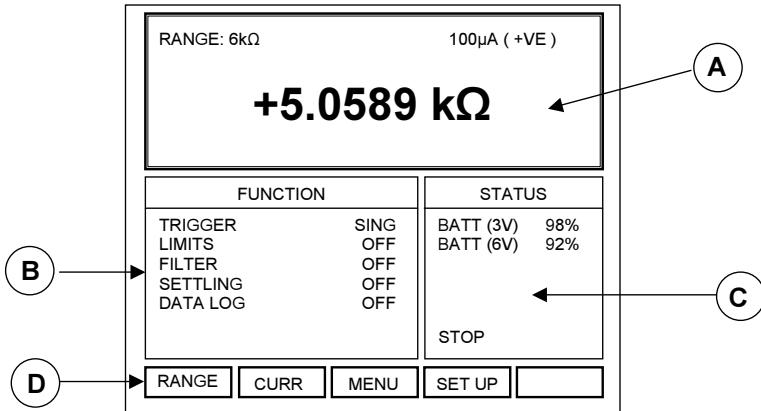 RANGE: 6kΩ 100µA ( +VE )
+5.0589 kΩ
A
FUNCTION
TRIGGER SING
LIMITS OFF
FILTER OFF
SETTLING OFF
DATA LOG OFF
B
STATUS
BATT (3V) 98%
BATT (6V) 92%
STOP
C
D
RANGE CURR MENU SET UP